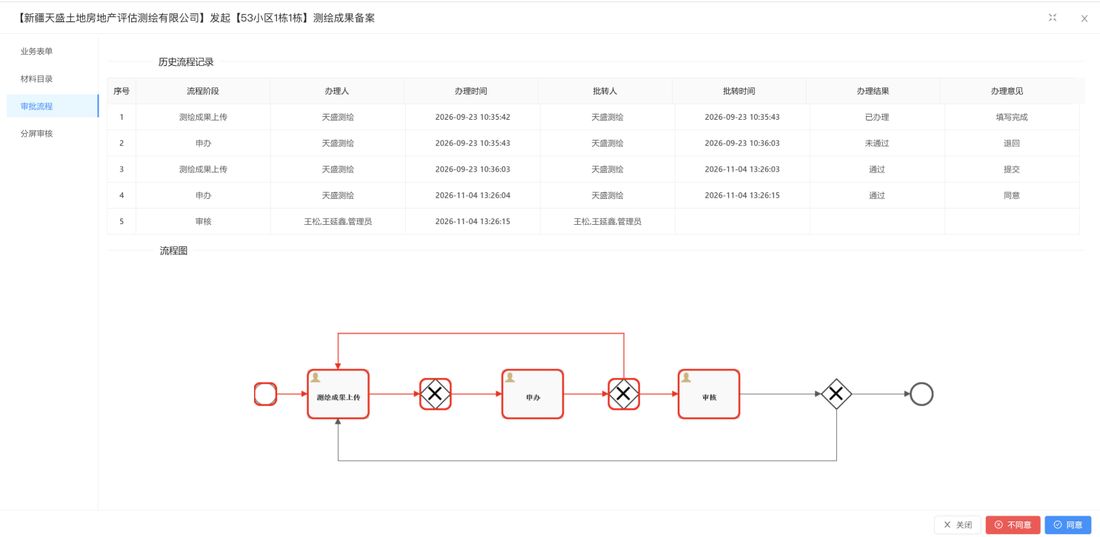 【新疆天盛土地房地产评估测绘有限公司】发起【53小区1栋1栋】测绘成果备案
业务表单
材料目录
审批流程
分屏审核
历史流程记录
序号 流程阶段 办理人 办理时间 批转人 批转时间 办理结果 办理意见
1 测绘成果上传 天盛测绘 2026-09-23 10:35:42 天盛测绘 2026-09-23 10:35:43 已办理 填写完成
2 申办 天盛测绘 2026-09-23 10:35:43 天盛测绘 2026-09-23 10:36:03 未通过 退回
3 测绘成果上传 天盛测绘 2026-09-23 10:36:03 天盛测绘 2026-11-04 13:26:03 通过 提交
4 申办 天盛测绘 2026-11-04 13:26:04 天盛测绘 2026-11-04 13:26:15 通过 同意
5 审核 王松,王延鑫,管理员 2026-11-04 13:26:15 王松,王延鑫,管理员
流程图
测绘成果上传 申办 审核
关闭 不同意 同意